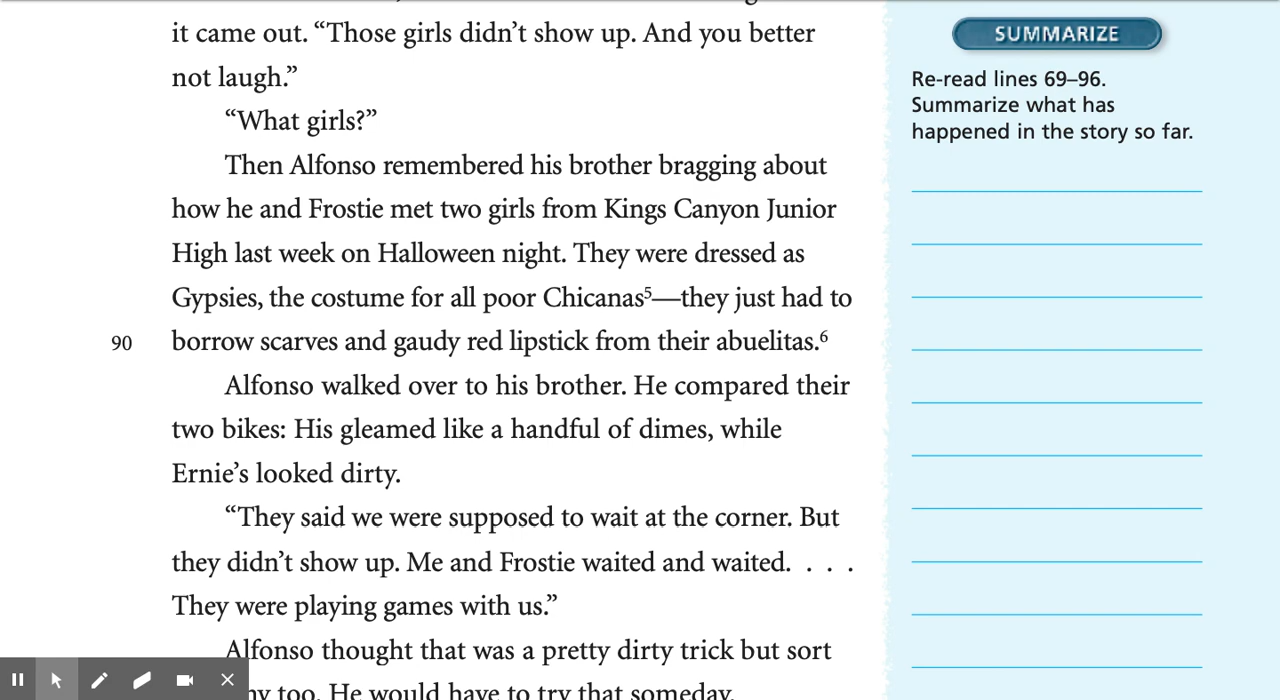 it came out. “Those girls didn’t show up. And you better
not laugh.”
“What girls?”
Then Alfonso remembered his brother bragging about
how he and Frostie met two girls from Kings Canyon Junior
High last week on Halloween night. They were dressed as
Gypsies, the costume for all poor Chicanas⁵—they just had to
90 borrow scarves and gaudy red lipstick from their abuelitas.⁶
Alfonso walked over to his brother. He compared their
two bikes: His gleamed like a handful of dimes, while
Ernie’s looked dirty.
“They said we were supposed to wait at the corner. But
they didn’t show up. Me and Frostie waited and waited. . . .
They were playing games with us.”
Alfonso thought that was a pretty dirty trick but sort
too. He would have to try that someday.
SUMMARIZE
Re-read lines 69–96.
Summarize what has
happened in the story so far.